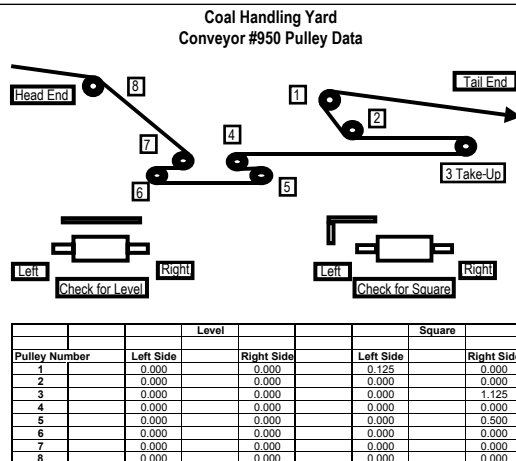 Coal Handling Yard
Conveyor #950 Pulley Data
8
Head End
1
Tail End
2
7
4
3 Take-Up
6
5
Left
Right
Check for Level
Left
Right
Check for Square
Level Square
Pulley Number Left Side Right Side Left Side Right Side
1 0.000 0.000 0.125 0.000
2 0.000 0.000 0.000 0.000
3 0.000 0.000 0.000 1.125
4 0.000 0.000 0.000 0.000
5 0.000 0.000 0.000 0.500
6 0.000 0.000 0.000 0.000
7 0.000 0.000 0.000 0.000
8 0.000 0.000 0.000 0.000